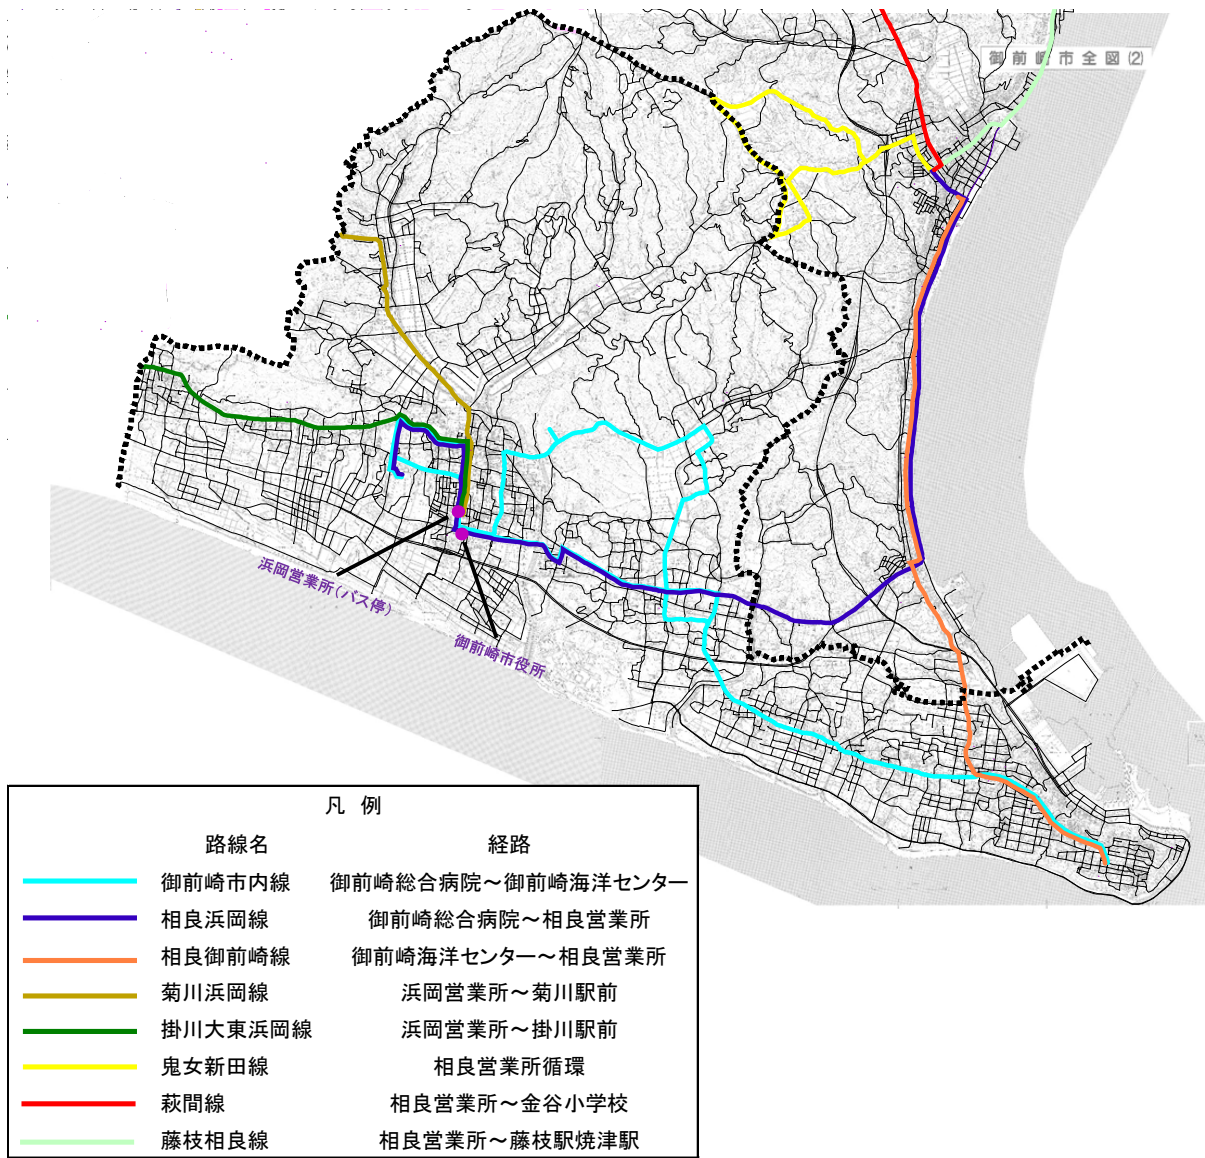 御前崎市全図(2)
浜岡営業所(バス停)
御前崎市役所
凡 例
路線名 経路
御前崎市内線 御前崎総合病院～御前崎海洋センター
相良浜岡線 御前崎総合病院～相良営業所
相良御前崎線 御前崎海洋センター～相良営業所
菊川浜岡線 浜岡営業所～菊川駅前
掛川大東浜岡線 浜岡営業所～掛川駅前
鬼女新田線 相良営業所循環
萩間線 相良営業所～金谷小学校
藤枝相良線 相良営業所～藤枝駅焼津駅